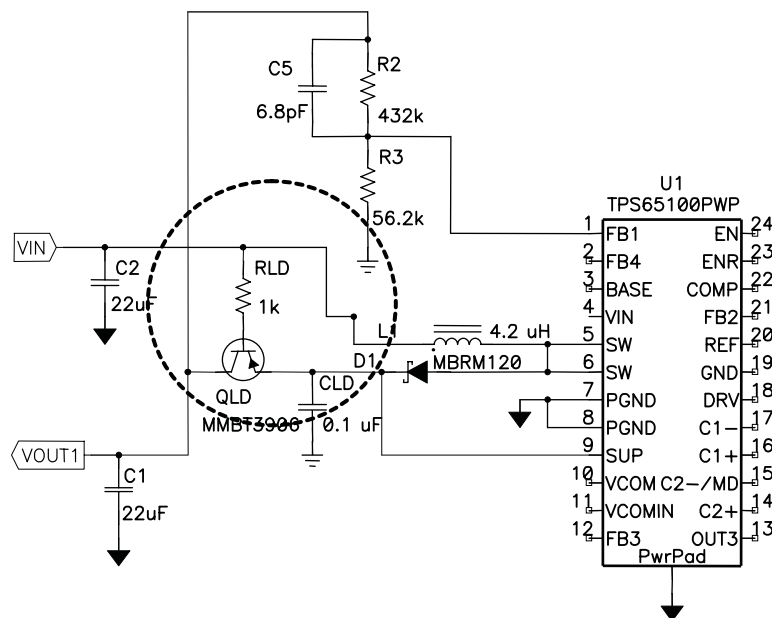 C5
6.8pF
R2
432k
R3
56.2k
VIN
C2
22uF
RLD
1k
QLD
MMBT3906
CLD
0.1 uF
D1
MBRM120
L1
4.2 uH
VOUT1
C1
22uF
U1
TPS65100PWP
1 FB1 EN 24
2 FB4 ENR 23
3 BASE COMP 22
4 VIN FB2 21
5 SW REF 20
6 SW GND 19
7 PGND DRV 18
8 PGND C1- 17
9 SUP C1+ 16
10 VCOM C2-/MD 15
11 VCOMIN C2+ 14
12 FB3 OUT3 13
PwrPad